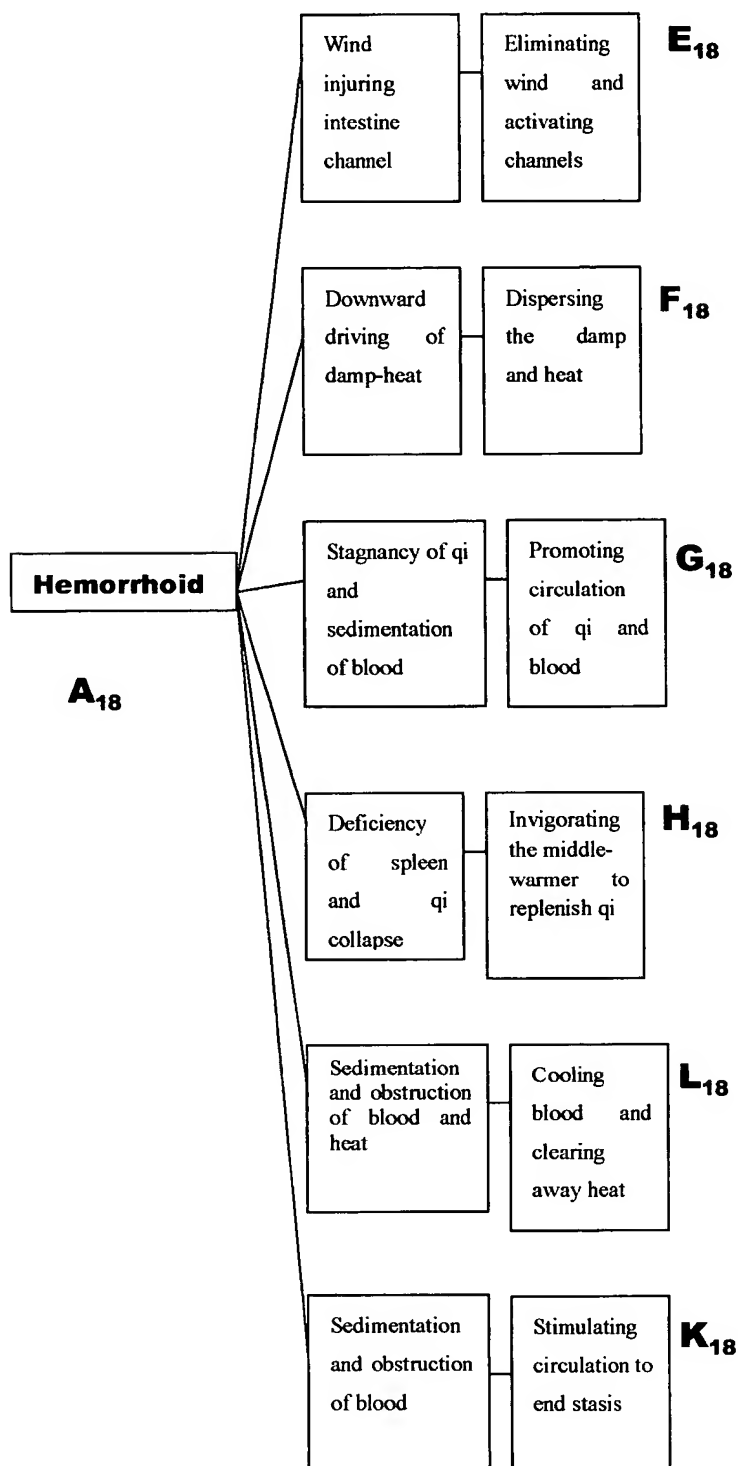 Wind
injuring
intestine
channel
Eliminating
wind and
activating
channels
E18
Downward
driving of
damp-heat
Dispersing
the damp
and heat
F18
Hemorrhoid
A18
Stagnancy of qi
and
sedimentation
of blood
Promoting
circulation
of qi and
blood
G18
Deficiency
of spleen
and qi
collapse
Invigorating
the middle-
warmer to
replenish qi
H18
Sedimentation
and obstruction
of blood and
heat
Cooling
blood and
clearing
away heat
L18
Sedimentation
and obstruction
of blood
Stimulating
circulation to
end stasis
K18